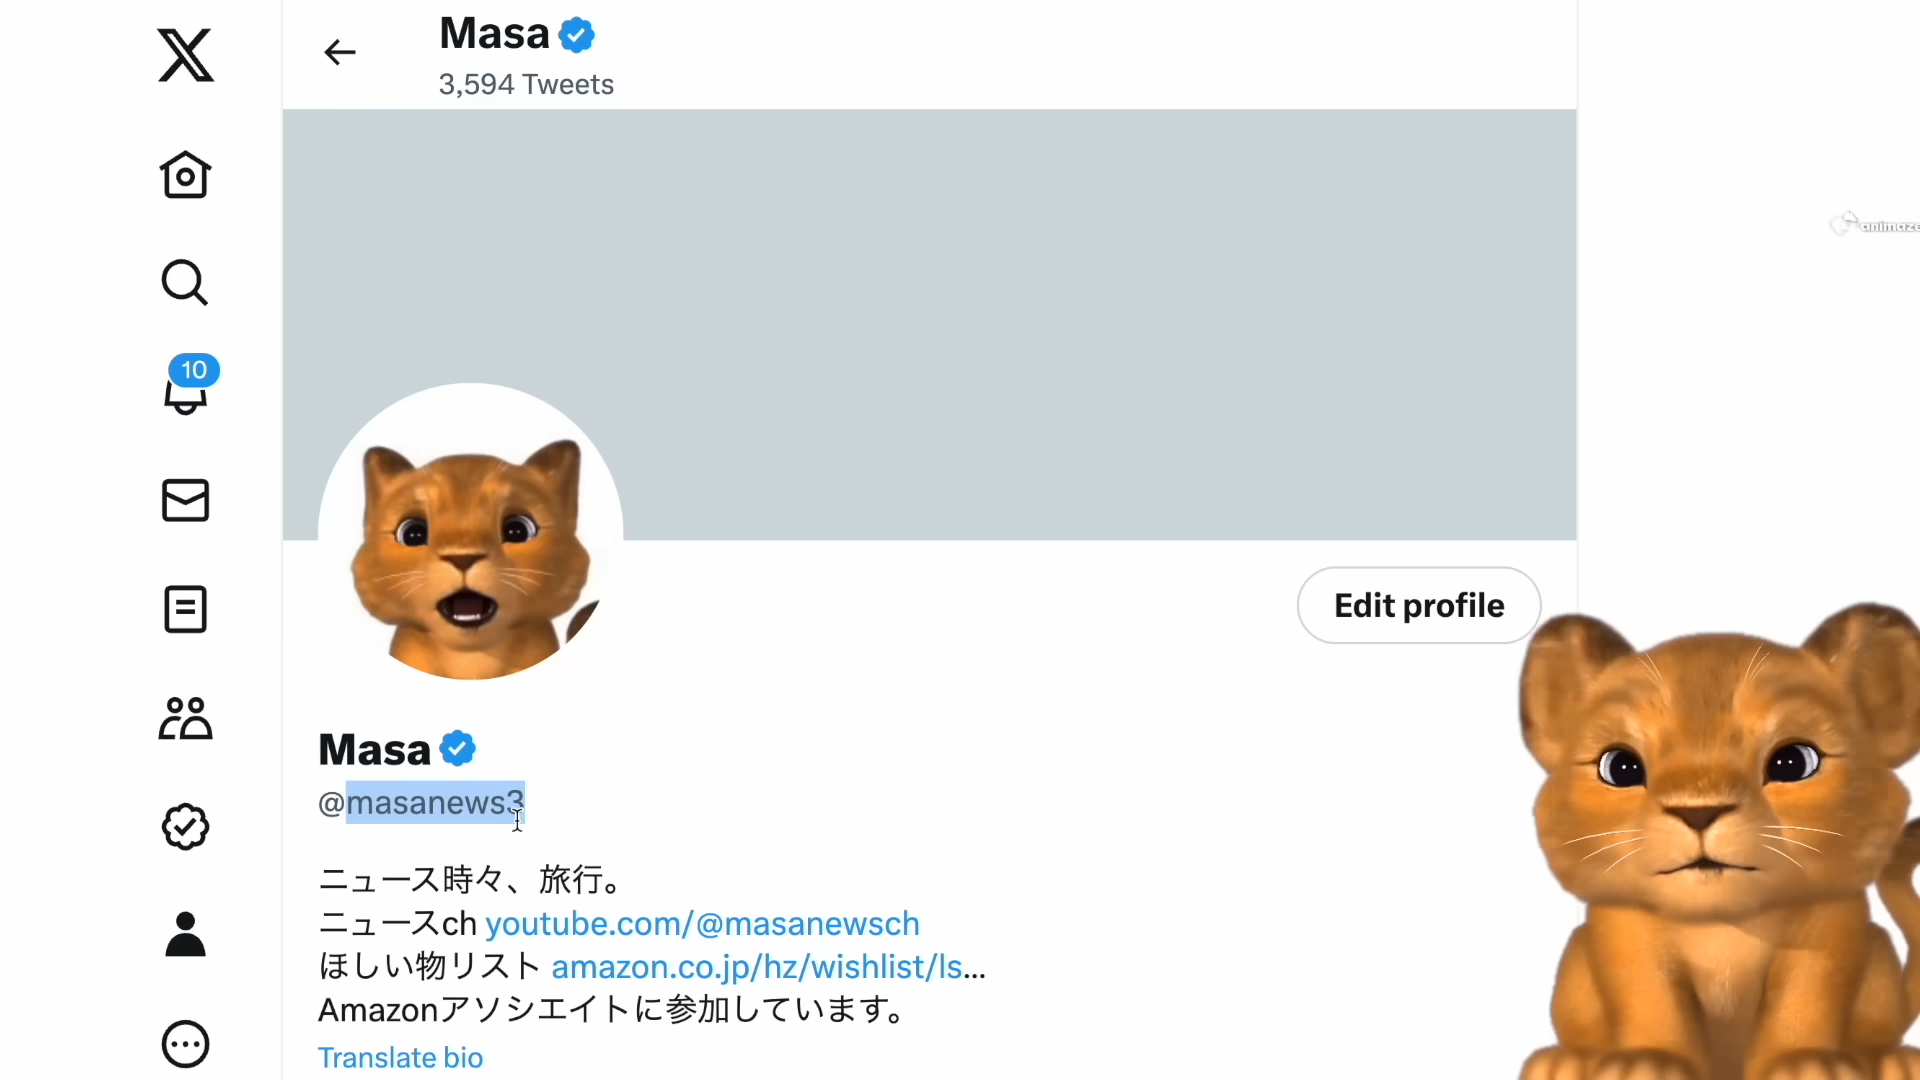 Masa
3,594 Tweets
10
animaze
Edit profile
Masa
@masanews3
ニュース時々、旅行。
ニュースch youtube.com/@masanewsch
ほしい物リスト amazon.co.jp/hz/wishlist/ls…
Amazonアソシエイトに参加しています。
Translate bio